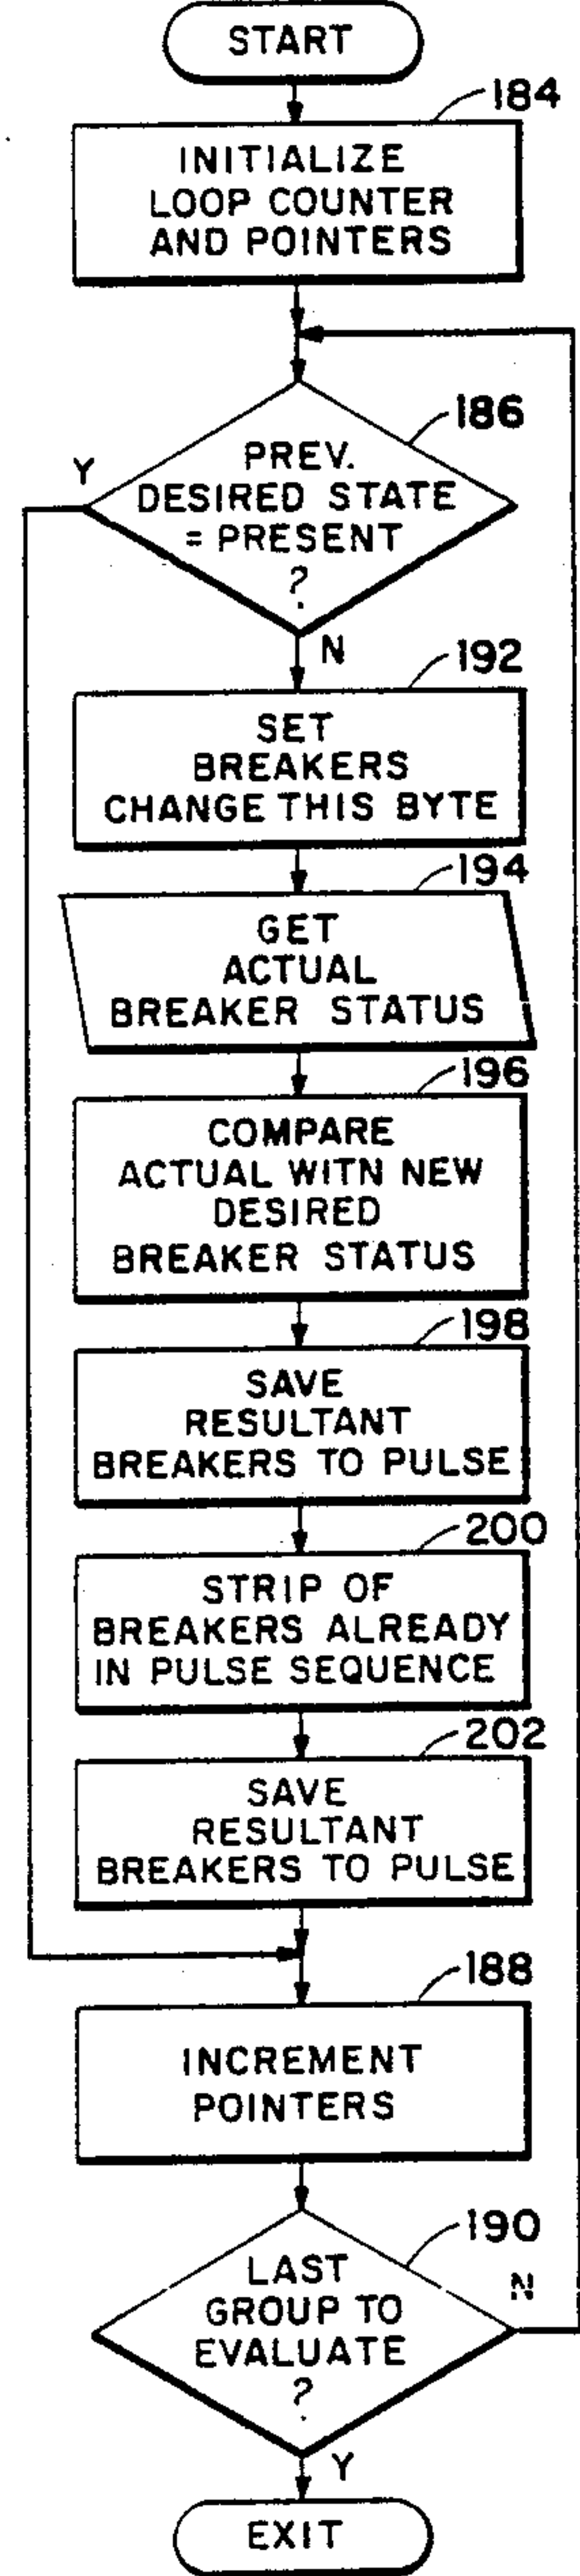 START
184
INITIALIZE
LOOP COUNTER
AND POINTERS
186
PREV.
DESIRED STATE
= PRESENT
?
Y
N
192
SET
BREAKERS
CHANGE THIS BYTE
194
GET
ACTUAL
BREAKER STATUS
196
COMPARE
ACTUAL WITN NEW
DESIRED
BREAKER STATUS
198
SAVE
RESULTANT
BREAKERS TO PULSE
200
STRIP OF
BREAKERS ALREADY
IN PULSE SEQUENCE
202
SAVE
RESULTANT
BREAKERS TO PULSE
188
INCREMENT
POINTERS
190
LAST
GROUP TO
EVALUATE
?
N
Y
EXIT